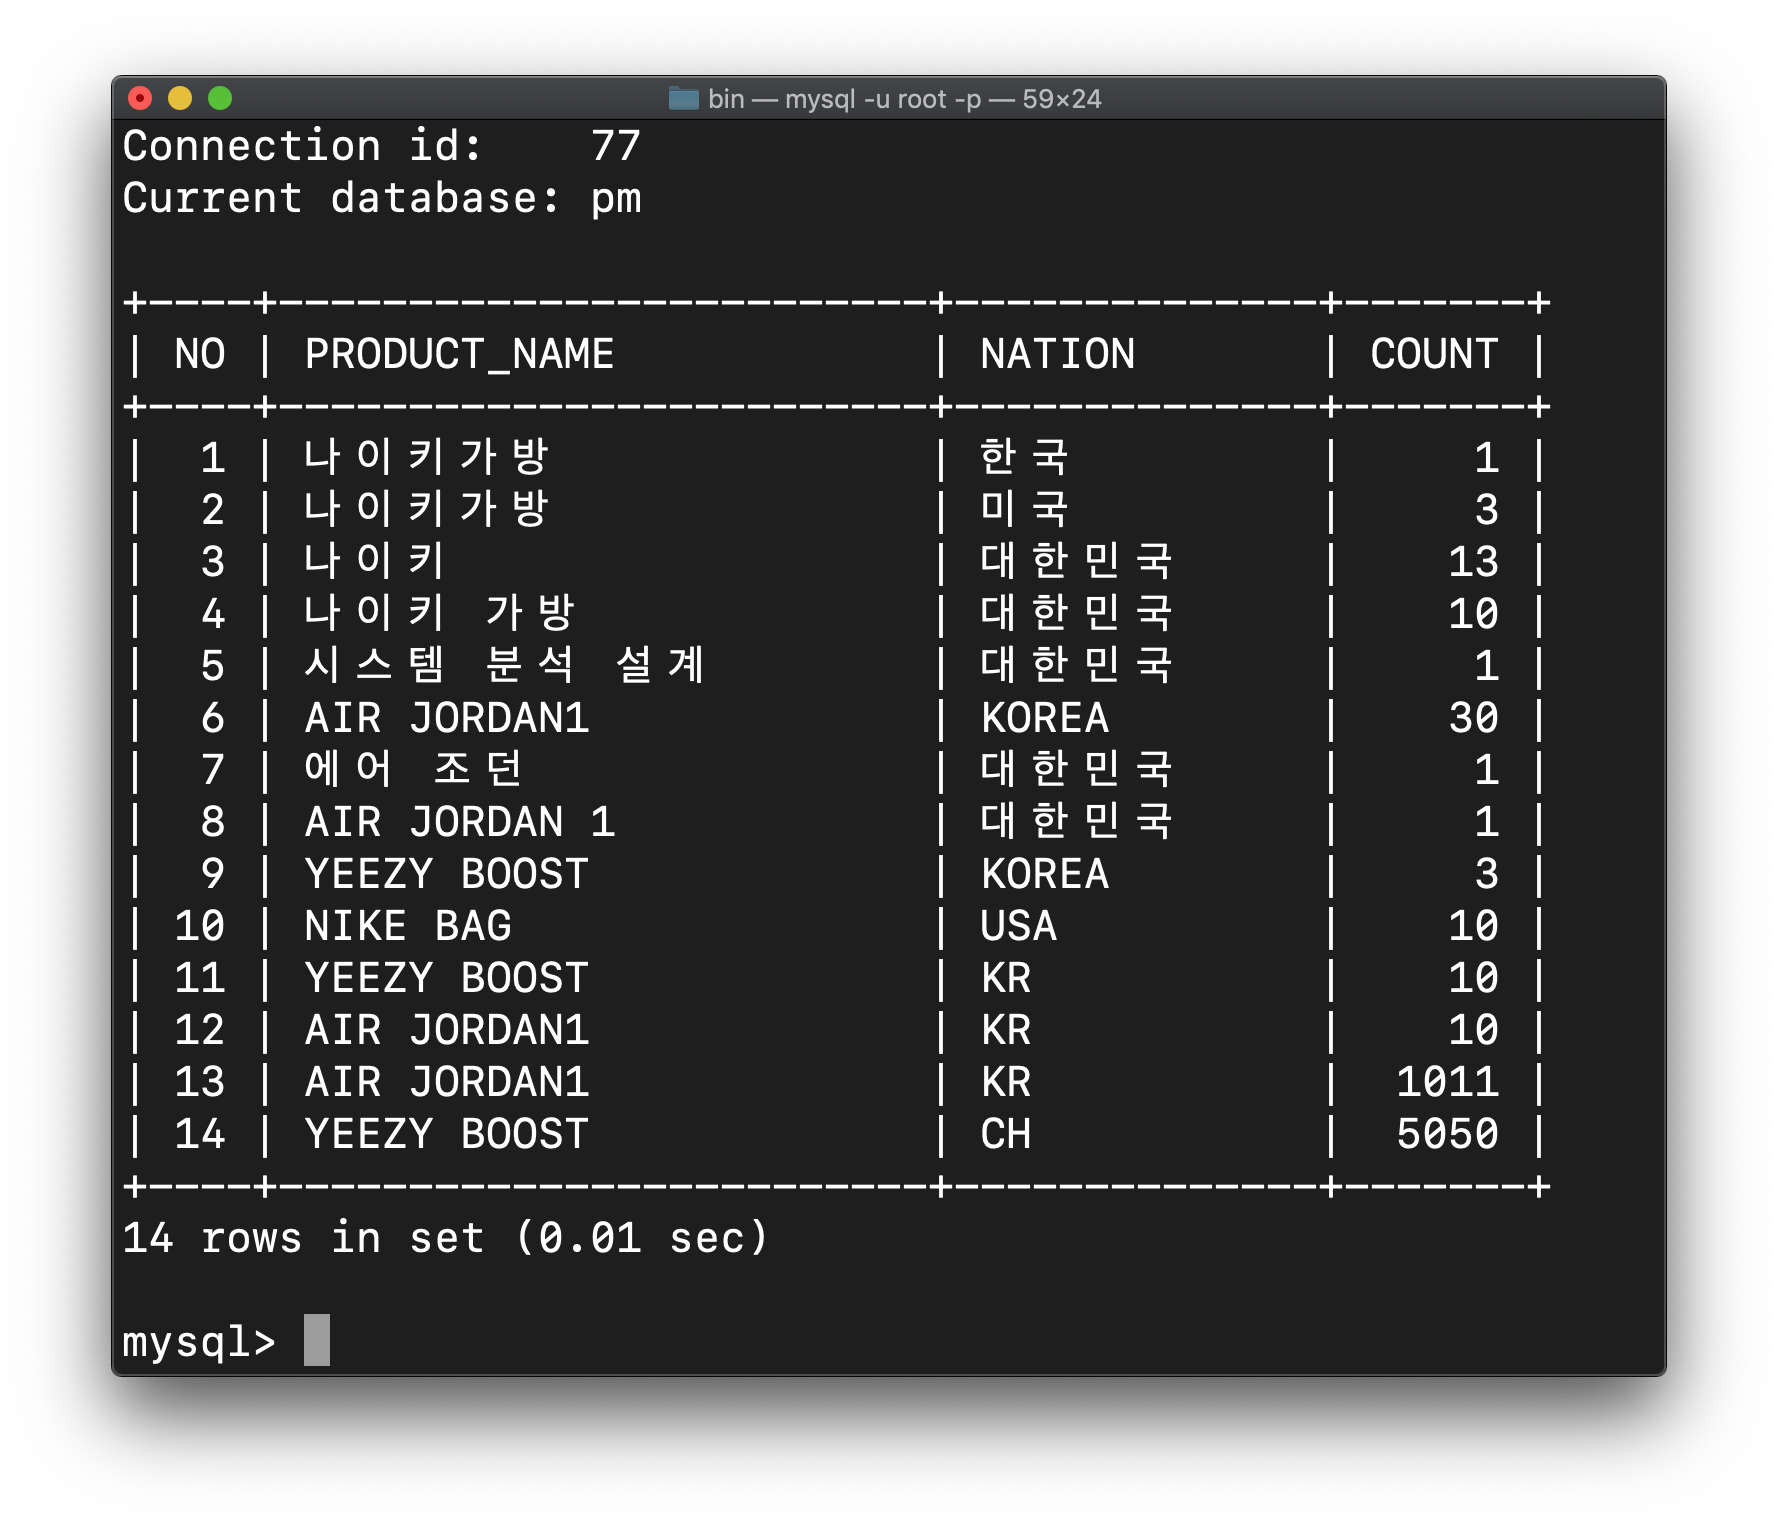 bin — mysql -u root -p — 59×24
Connection id:    77
Current database: pm
+-----+-------------------------+--------------+-------+
| NO | PRODUCT_NAME | NATION | COUNT |
+-----+-------------------------+--------------+-------+
| 1 | 나이키가방 | 한국 | 1 |
| 2 | 나이키가방 | 미국 | 3 |
| 3 | 나이키 | 대한민국 | 13 |
| 4 | 나이키 가방 | 대한민국 | 10 |
| 5 | 시스템 분석 설계 | 대한민국 | 1 |
| 6 | AIR JORDAN1 | KOREA | 30 |
| 7 | 에어 조던 | 대한민국 | 1 |
| 8 | AIR JORDAN 1 | 대한민국 | 1 |
| 9 | YEEZY BOOST | KOREA | 3 |
| 10 | NIKE BAG | USA | 10 |
| 11 | YEEZY BOOST | KR | 10 |
| 12 | AIR JORDAN1 | KR | 10 |
| 13 | AIR JORDAN1 | KR | 1011 |
| 14 | YEEZY BOOST | CH | 5050 |
+-----+-------------------------+--------------+-------+
14 rows in set (0.01 sec)
mysql>